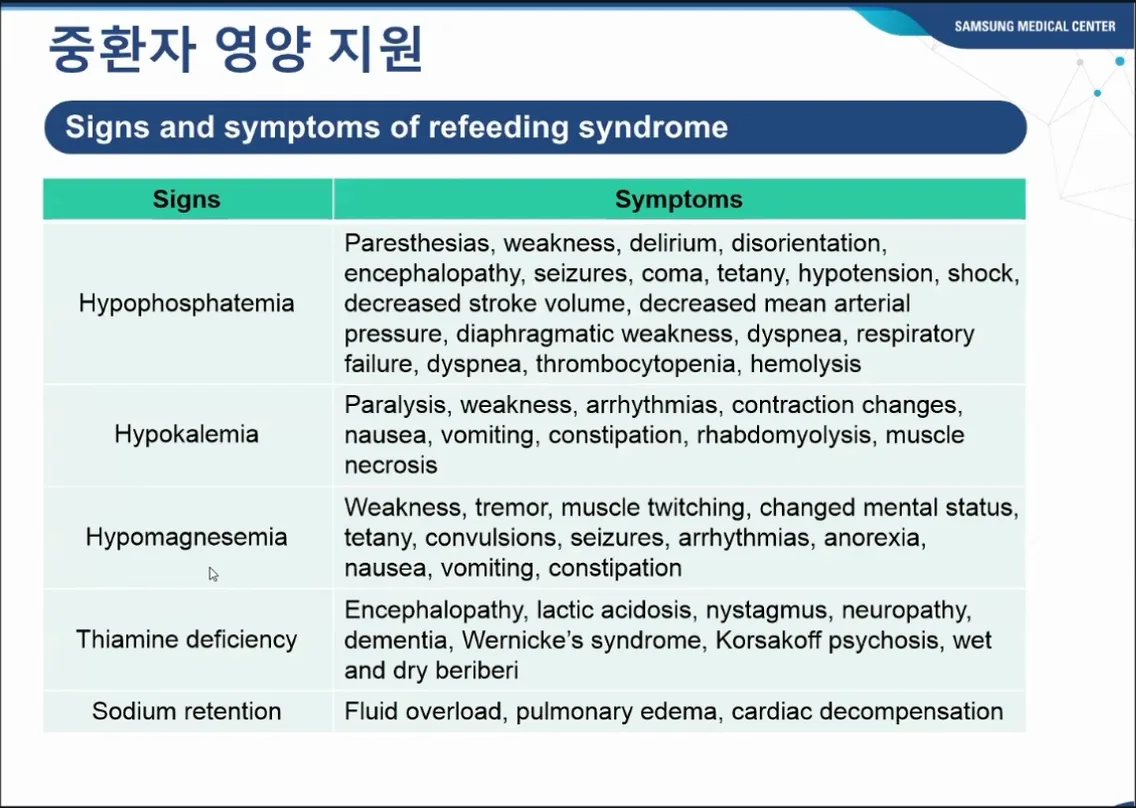 SAMSUNG MEDICAL CENTER
중환자 영양 지원
Signs and symptoms of refeeding syndrome
Signs
Symptoms
Hypophosphatemia
Paresthesias, weakness, delirium, disorientation,
encephalopathy, seizures, coma, tetany, hypotension, shock,
decreased stroke volume, decreased mean arterial
pressure, diaphragmatic weakness, dyspnea, respiratory
failure, dyspnea, thrombocytopenia, hemolysis
Hypokalemia
Paralysis, weakness, arrhythmias, contraction changes,
nausea, vomiting, constipation, rhabdomyolysis, muscle
necrosis
Hypomagnesemia
Weakness, tremor, muscle twitching, changed mental status,
tetany, convulsions, seizures, arrhythmias, anorexia,
nausea, vomiting, constipation
Thiamine deficiency
Encephalopathy, lactic acidosis, nystagmus, neuropathy,
dementia, Wernicke’s syndrome, Korsakoff psychosis, wet
and dry beriberi
Sodium retention
Fluid overload, pulmonary edema, cardiac decompensation